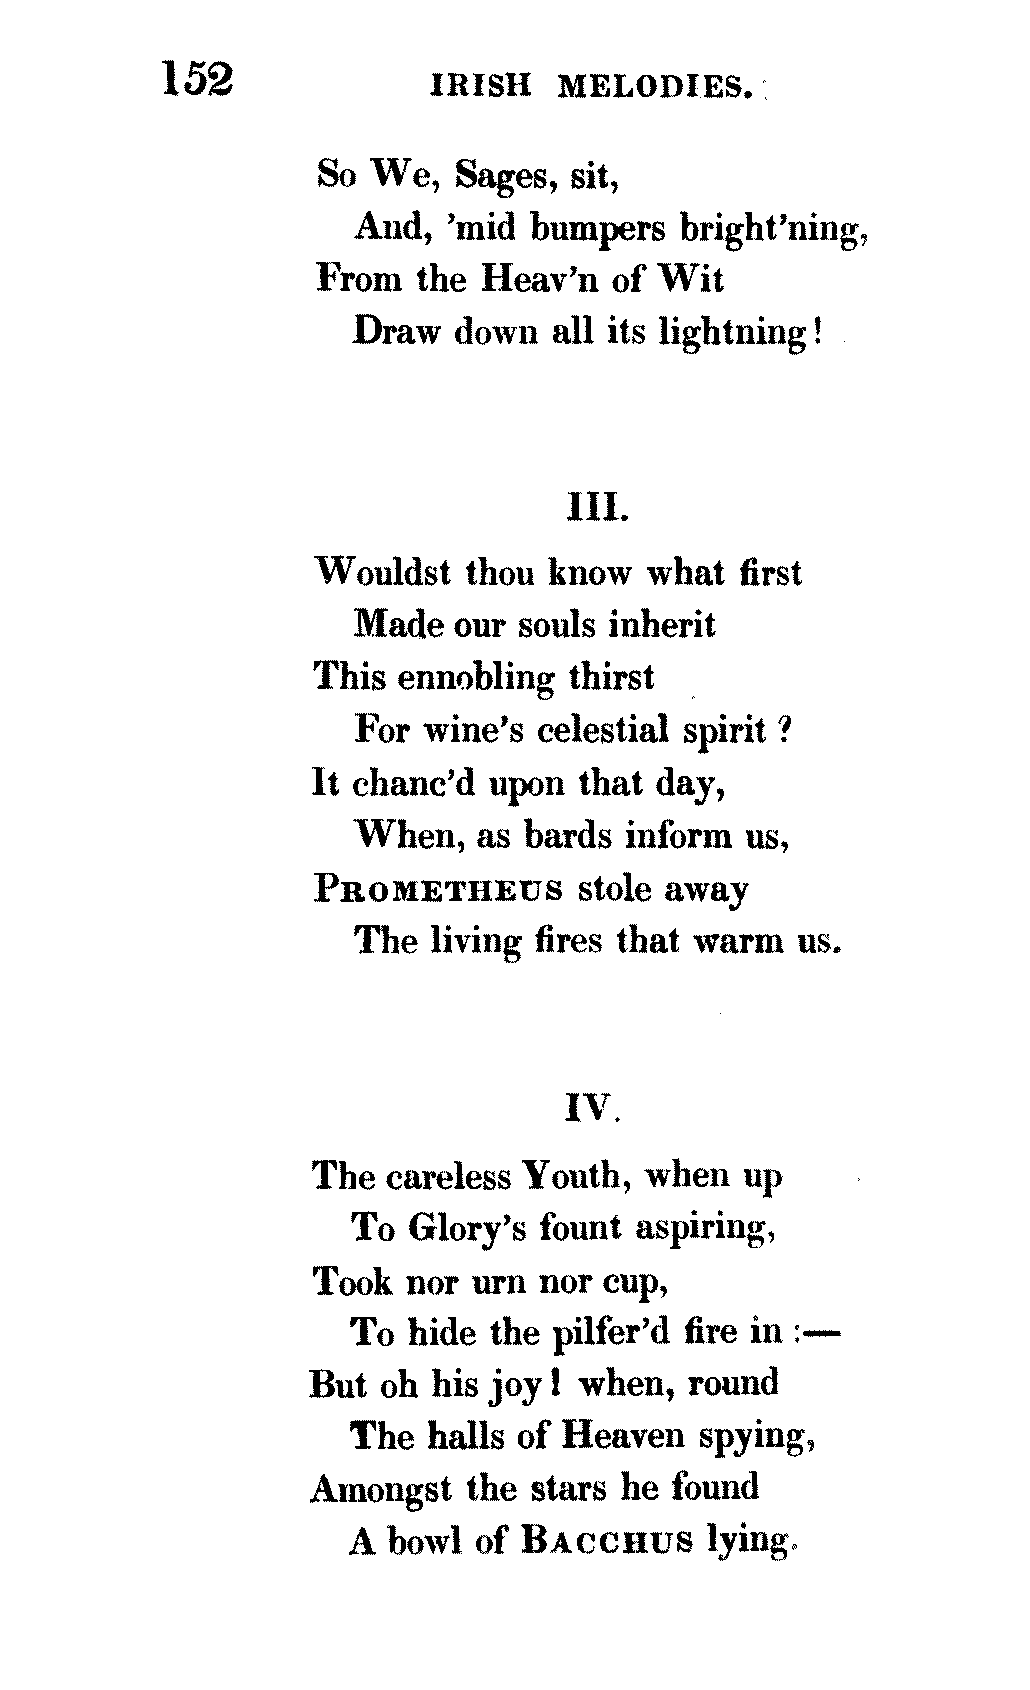 152 IRISH MELODIES.
So We, Sages, sit,
And, 'mid bumpers bright'ning,
From the Heav'n of Wit
Draw down all its lightning!
III.
Wouldst thou know what first
Made our souls inherit
This ennobling thirst
For wine's celestial spirit?
It chanc'd upon that day,
When, as bards inform us,
PROMETHEUS stole away
The living fires that warm us.
IV.
The careless Youth, when up
To Glory's fount aspiring,
Took nor urn nor cup,
To hide the pilfer'd fire in:—
But oh his joy! when, round
The halls of Heaven spying,
Amongst the stars he found
A bowl of BACCHUS lying.